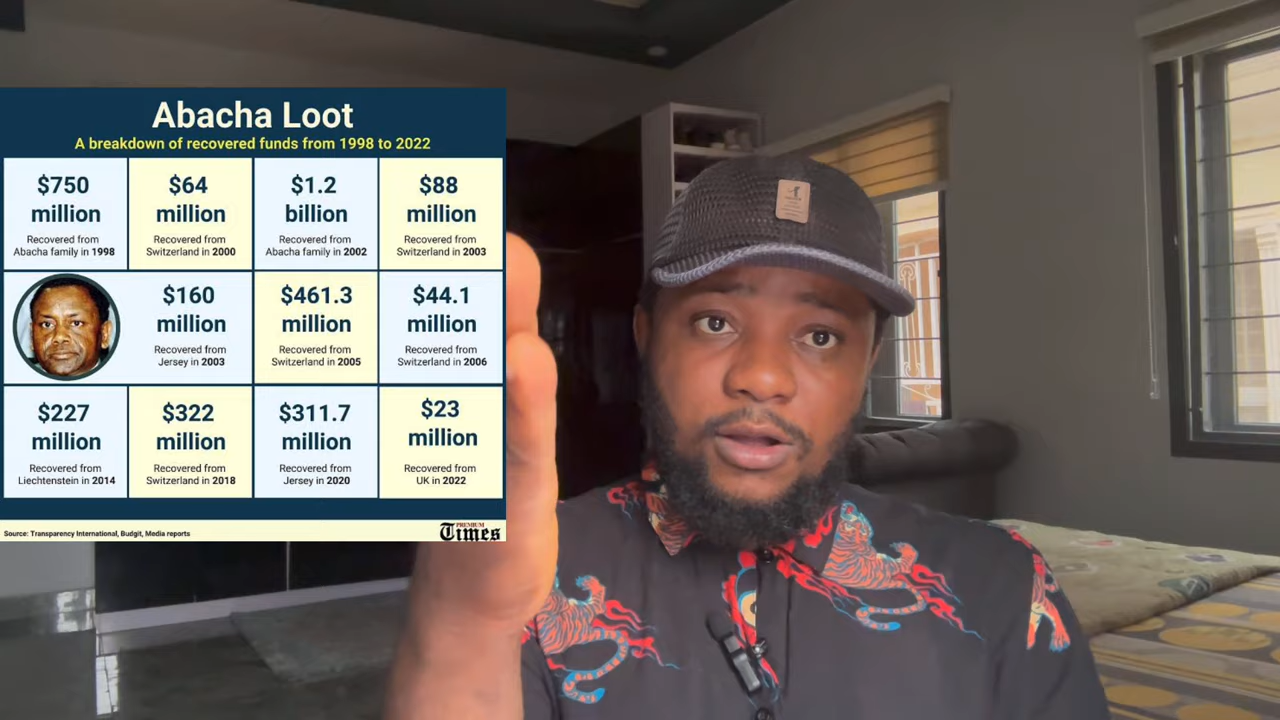 Abacha Loot
A breakdown of recovered funds from 1998 to 2022
$750
million
Recovered from
Abacha family in 1998
$64
million
Recovered from
Switzerland in 2000
$1.2
billion
Recovered from
Abacha family in 2002
$88
million
Recovered from
Switzerland in 2003
$160
million
Recovered from
Jersey in 2003
$461.3
million
Recovered from
Switzerland in 2005
$44.1
million
Recovered from
Switzerland in 2006
$227
million
Recovered from
Liechtenstein in 2014
$322
million
Recovered from
Switzerland in 2018
$311.7
million
Recovered from
Jersey in 2020
$23
million
Recovered from
UK in 2022
Source: Transparency International, Budgit, Media reports
PREMIUM
Times